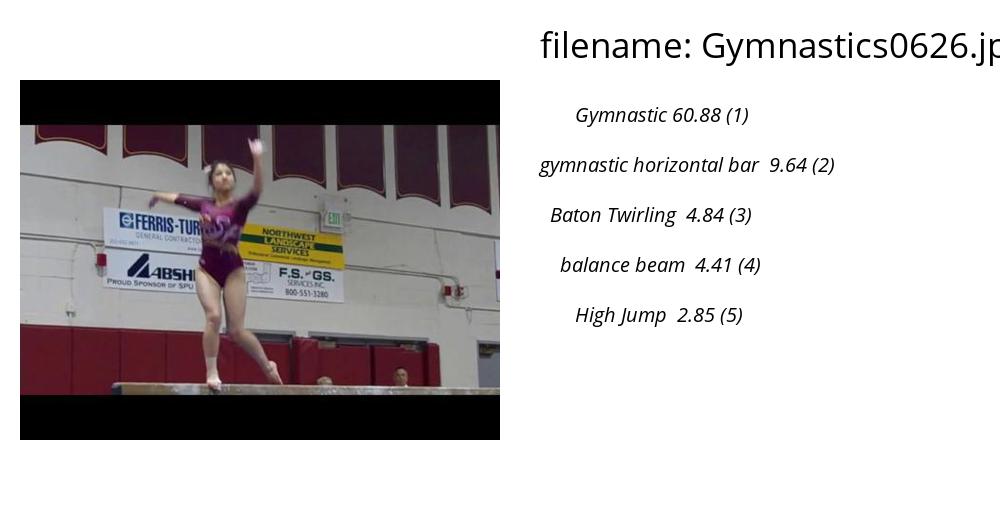 filename: Gymnastics0626.jp
Gymnastic 60.88 (1)
gymnastic horizontal bar 9.64 (2)
Baton Twirling 4.84 (3)
balance beam 4.41 (4)
High Jump 2.85 (5)
FERRIS-TUR
GENERAL CONTRACTO
ABSH
PROUD SPONSOR OF SPU
EXIT
NORTHWEST
LANDSCAPE
SERVICES
F.S. GS.
SERVICES INC.
800-551-3280